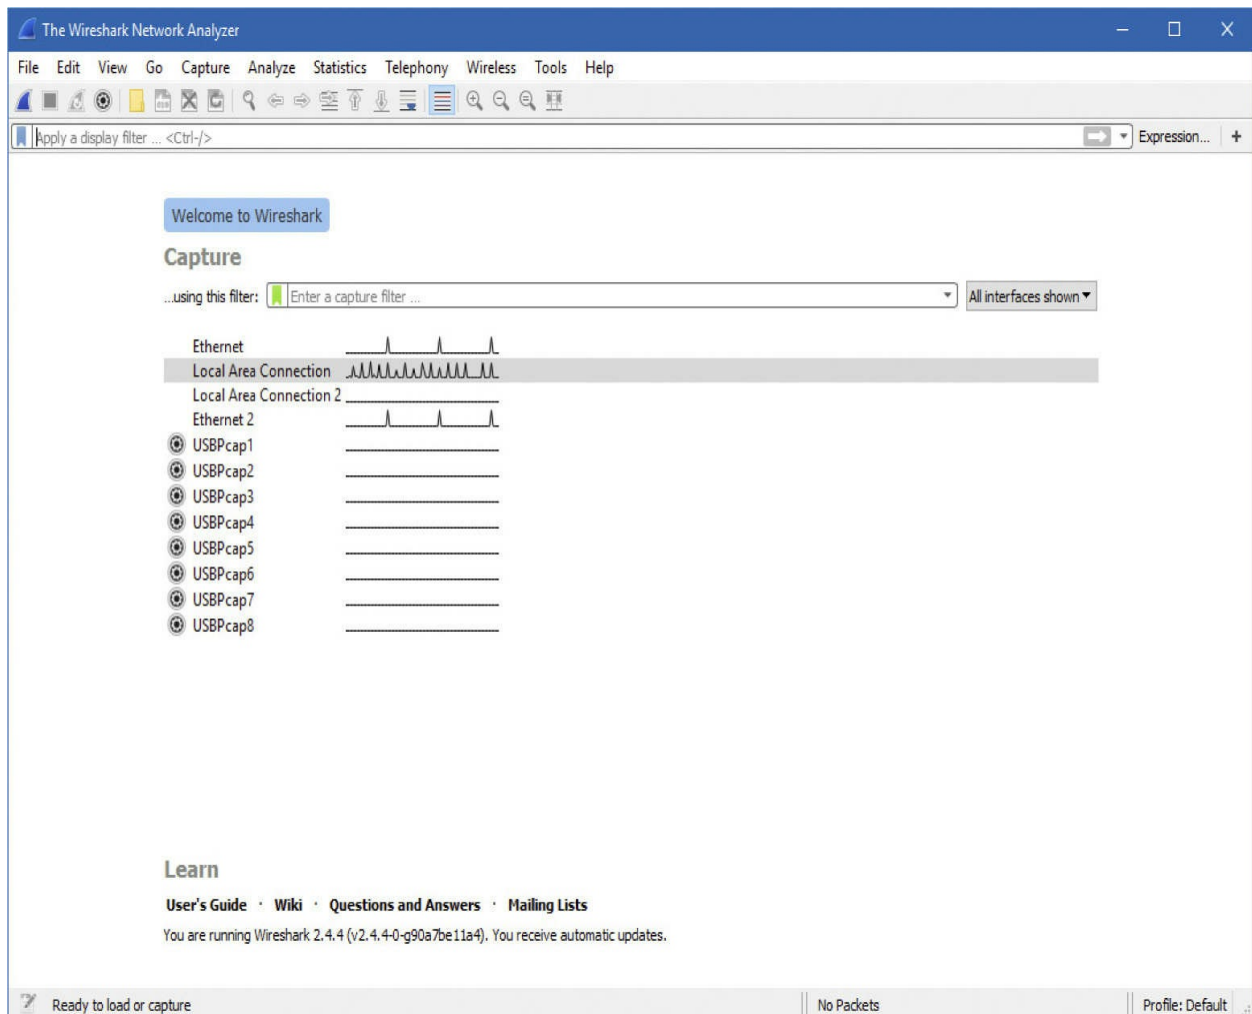 The Wireshark Network Analyzer
File Edit View Go Capture Analyze Statistics Telephony Wireless Tools Help
Apply a display filter ... <Ctrl-/> Expression... +
Welcome to Wireshark
Capture
...using this filter: Enter a capture filter ... All interfaces shown
Ethernet
Local Area Connection
Local Area Connection 2
Ethernet 2
USBPcap1
USBPcap2
USBPcap3
USBPcap4
USBPcap5
USBPcap6
USBPcap7
USBPcap8
Learn
User's Guide · Wiki · Questions and Answers · Mailing Lists
You are running Wireshark 2.4.4 (v2.4.4-0-g90a7be11a4). You receive automatic updates.
Ready to load or capture No Packets Profile: Default